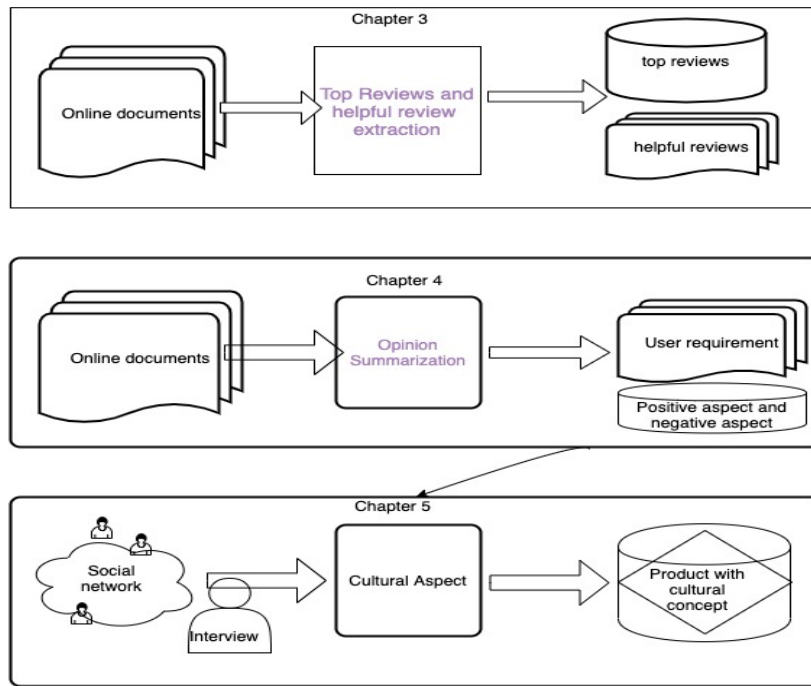 Chapter 3
Online documents
Top Reviews and
helpful review
extraction
top reviews
helpful reviews
Chapter 4
Online documents
Opinion
Summarization
User requirement
Positive aspect and
negative aspect
Chapter 5
Social
network
Interview
Cultural Aspect
Product with
cultural
concept